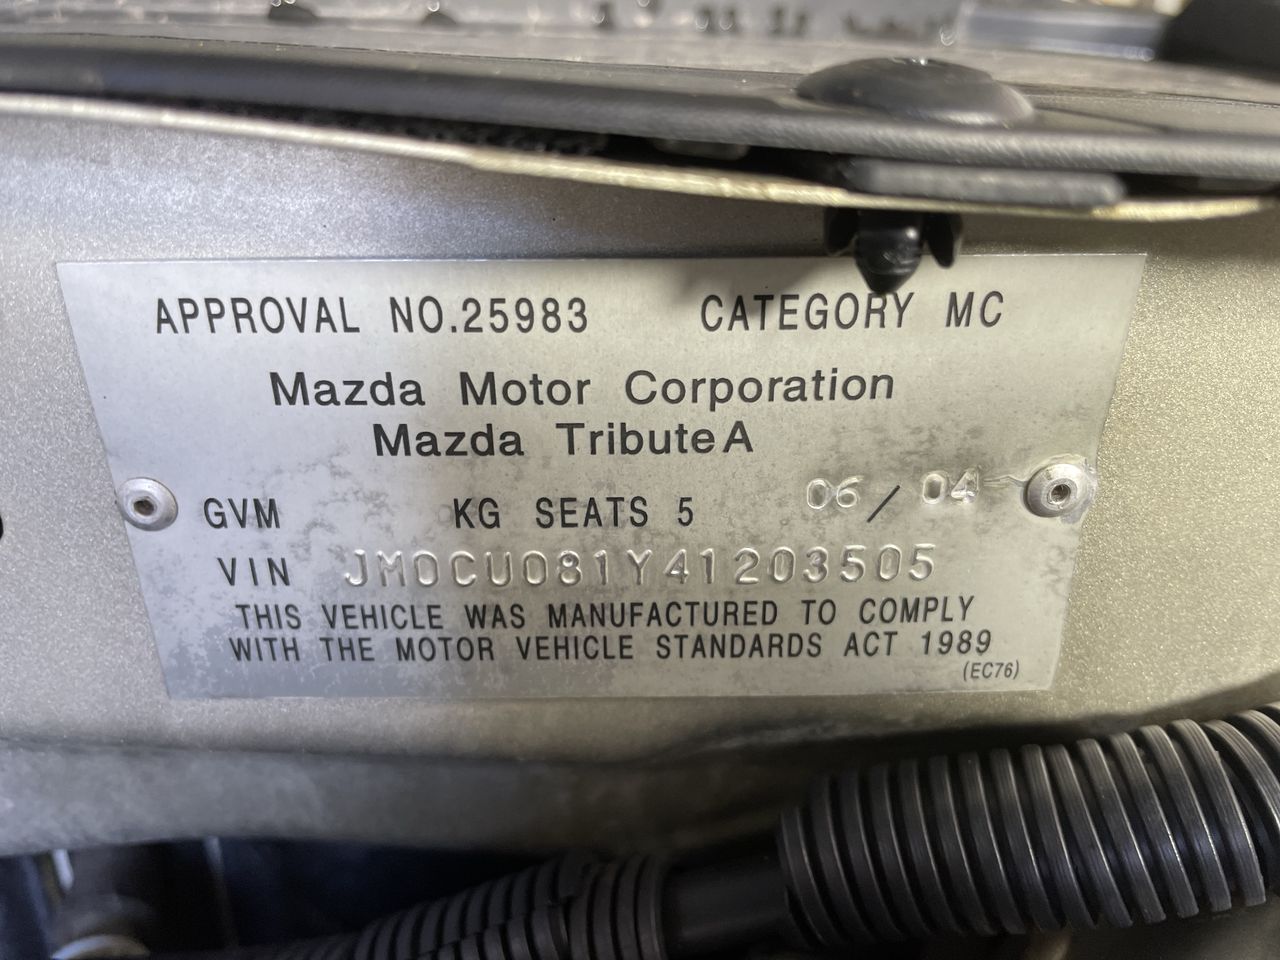 APPROVAL NO.25983 CATEGORY MC
Mazda Motor Corporation
Mazda Tribute A
GVM KG SEATS 5 06 / 04
VIN JM0CU081Y41203505
THIS VEHICLE WAS MANUFACTURED TO COMPLY
WITH THE MOTOR VEHICLE STANDARDS ACT 1989
(EC76)